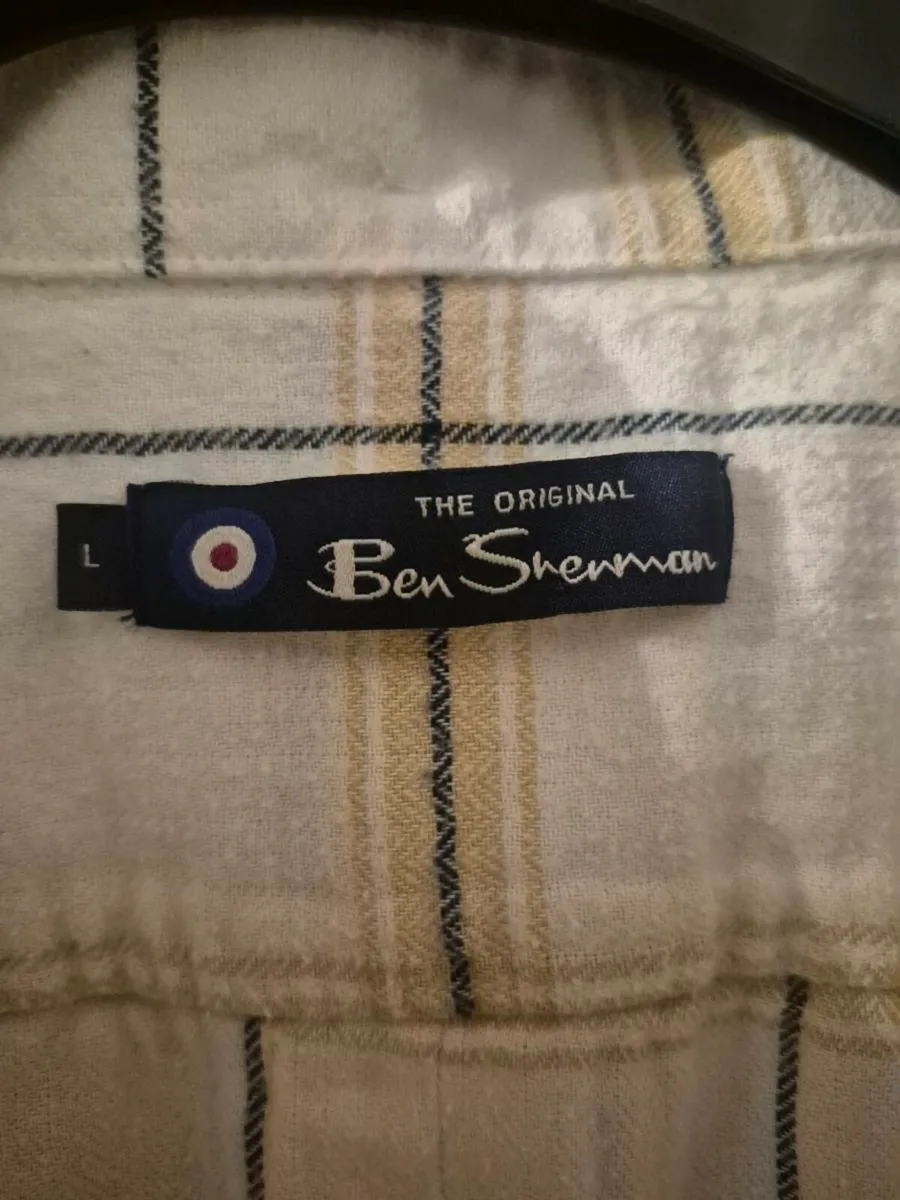 THE ORIGINAL
Ben Sherman
L